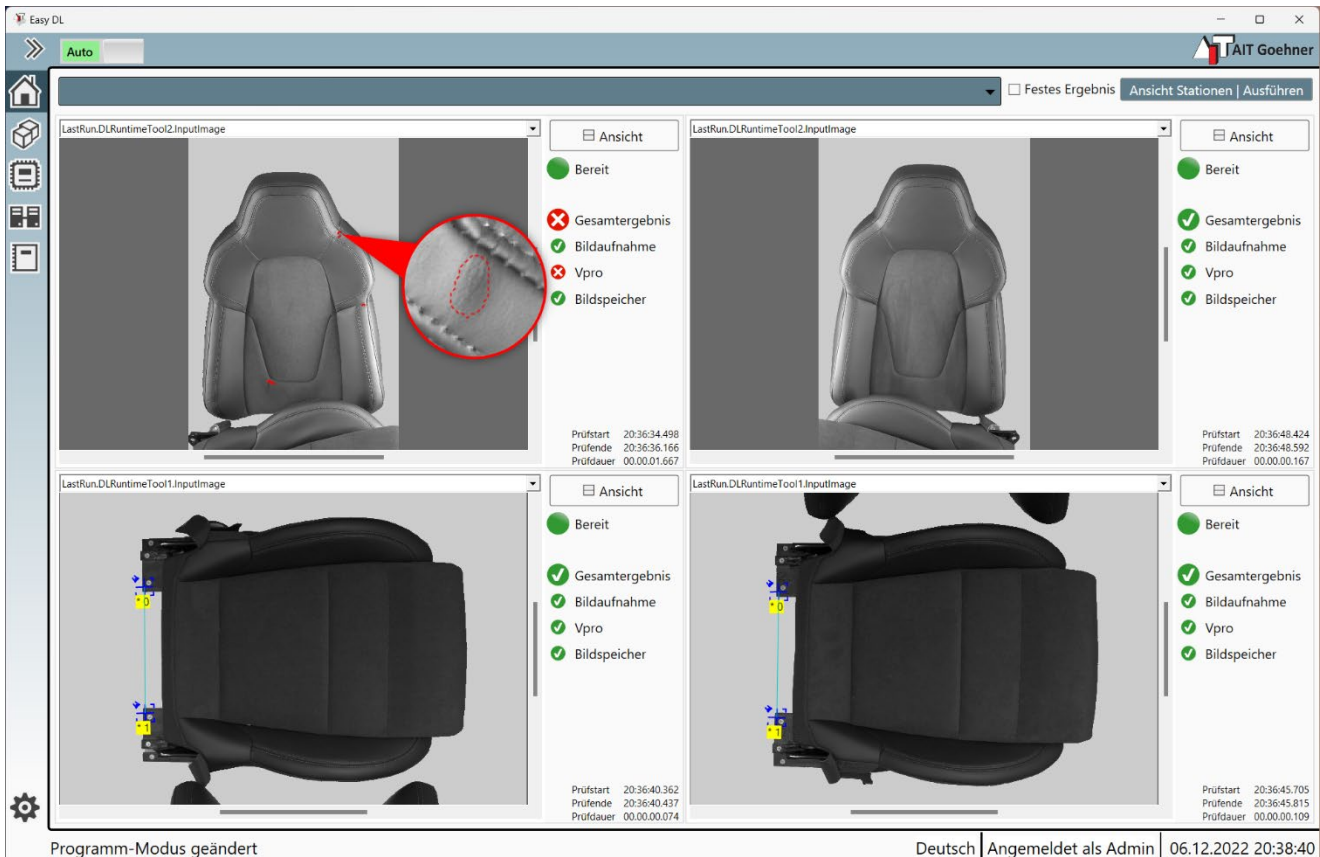 Easy DL
Auto
AIT Goehner
Festes Ergebnis
Ansicht Stationen | Ausführen
LastRun.DLRuntimeTool2.InputImage
Ansicht
Bereit
Gesamtergebnis
Bildaufnahme
Vpro
Bildspeicher
Prüfstart 20:36:34.498
Prüfende 20:36:36.166
Prüfdauer 00.00.01.667
LastRun.DLRuntimeTool2.InputImage
Ansicht
Bereit
Gesamtergebnis
Bildaufnahme
Vpro
Bildspeicher
Prüfstart 20:36:48.424
Prüfende 20:36:48.592
Prüfdauer 00.00.00.167
LastRun.DLRuntimeTool1.InputImage
* 0
* 1
Ansicht
Bereit
Gesamtergebnis
Bildaufnahme
Vpro
Bildspeicher
Prüfstart 20:36:40.362
Prüfende 20:36:40.437
Prüfdauer 00.00.00.074
LastRun.DLRuntimeTool1.InputImage
* 0
* 1
Ansicht
Bereit
Gesamtergebnis
Bildaufnahme
Vpro
Bildspeicher
Prüfstart 20:36:45.705
Prüfende 20:36:45.815
Prüfdauer 00.00.00.109
Programm-Modus geändert
Deutsch
Angemeldet als Admin
06.12.2022 20:38:40